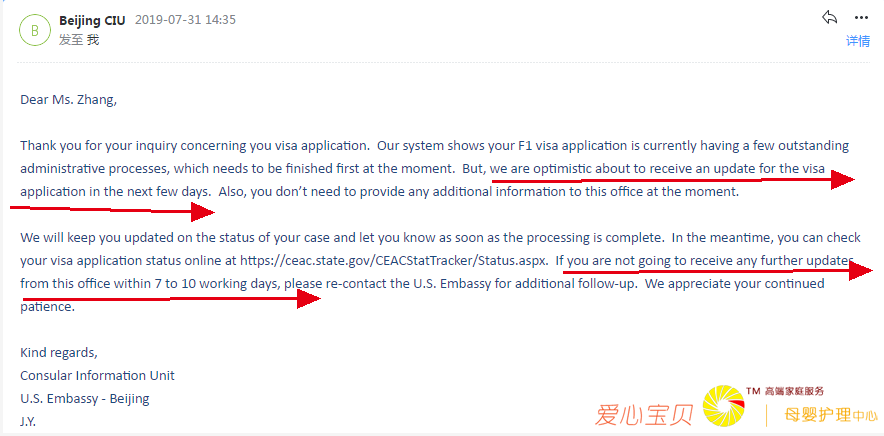 B
Beijing CIU 2019-07-31 14:35
发至 我
详情
Dear Ms. Zhang,
Thank you for your inquiry concerning you visa application. Our system shows your F1 visa application is currently having a few outstanding
administrative processes, which needs to be finished first at the moment. But, we are optimistic about to receive an update for the visa
application in the next few days. Also, you don't need to provide any additional information to this office at the moment.
We will keep you updated on the status of your case and let you know as soon as the processing is complete. In the meantime, you can check
your visa application status online at https://ceac.state.gov/CEACStatTracker/Status.aspx. If you are not going to receive any further updates
from this office within 7 to 10 working days, please re-contact the U.S. Embassy for additional follow-up. We appreciate your continued
patience.
Kind regards,
Consular Information Unit
U.S. Embassy - Beijing
J.Y.
爱心宝贝
TM 高端家庭服务
母婴护理中心